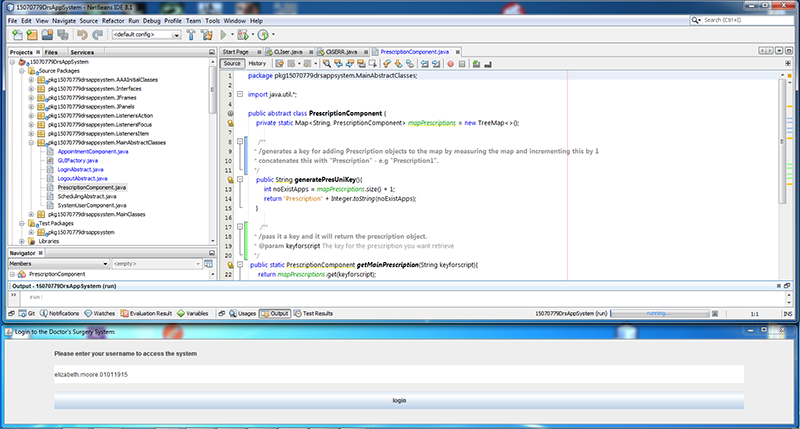 15070779DrsAppSystem - NetBeans IDE 8.1
File Edit View Navigate Source Refactor Run Debug Profile Team Tools Window Help
Search (Ctrl+I)
<default config>
Projects Files Services
15070779DrsAppSystem
Source Packages
pkg15070779drsappsystem.AAAInitialClasses
pkg15070779drsappsystem.Interfaces
pkg15070779drsappsystem.JFrames
pkg15070779drsappsystem.JPanels
pkg15070779drsappsystem.ListenersAction
pkg15070779drsappsystem.ListenersFocus
pkg15070779drsappsystem.ListenersItem
pkg15070779drsappsystem.MainAbstractClasses
AppointmentComponent.java
GUIFactory.java
LoginAbstract.java
LogoutAbstract.java
PrescriptionComponent.java
SchedulingAbstract.java
SystemUserComponent.java
pkg15070779drsappsystem.MainClasses
Test Packages
Libraries
Navigator
Members <empty>
PrescriptionComponent
Start Page CLIser.java CliSERR.java PrescriptionComponent.java
Source History
1 package pkg15070779drsappsystem.MainAbstractClasses;
2
3 import java.util.*;
4
public abstract class PrescriptionComponent {
6 private static Map<String, PrescriptionComponent> mapPrescriptions = new TreeMap<>();
7
8 /**
9 * /generates a key for adding Prescription objects to the map by measuring the map and incrementing this by 1
10 * concatenates this with "Prescription" - e.g "Prescription1".
11 */
public String generatePresUniKey(){
13 int noExistApps = mapPrescriptions.size() + 1;
14 return "Prescription" + Integer.toString(noExistApps);
15 }
16
17 /**
18 * /pass it a key and it will return the prescription object.
19 * @param keyforscript The key for the prescription you want retrieve
20 */
public static PrescriptionComponent getMainPrescription(String keyforscript){
22 return mapPrescriptions.get(keyforscript);
Output - 15070779DrsAppSystem (run)
run:
Git Notifications Watches Evaluation Result Variables Usages Output Test Results
15070779DrsAppSystem (run) running... 1:1 INS
Login to the Doctor's Surgery System:
Please enter your username to access the system
elizabeth.moore.01011915
login